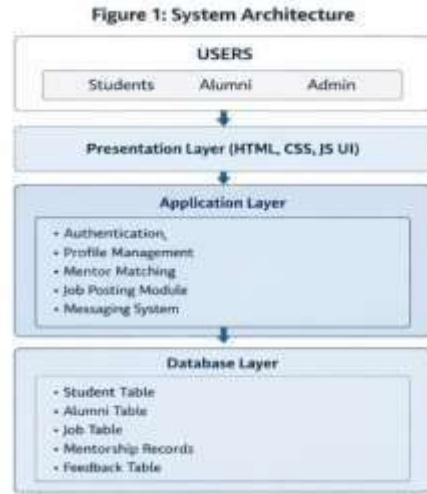 Figure 1: System Architecture
USERS
Students Alumni Admin
Presentation Layer (HTML, CSS, JS UI)
Application Layer
• Authentication,
• Profile Management
• Mentor Matching
• Job Posting Module
• Messaging System
Database Layer
• Student Table
• Alumni Table
• Job Table
• Mentorship Records
• Feedback Table